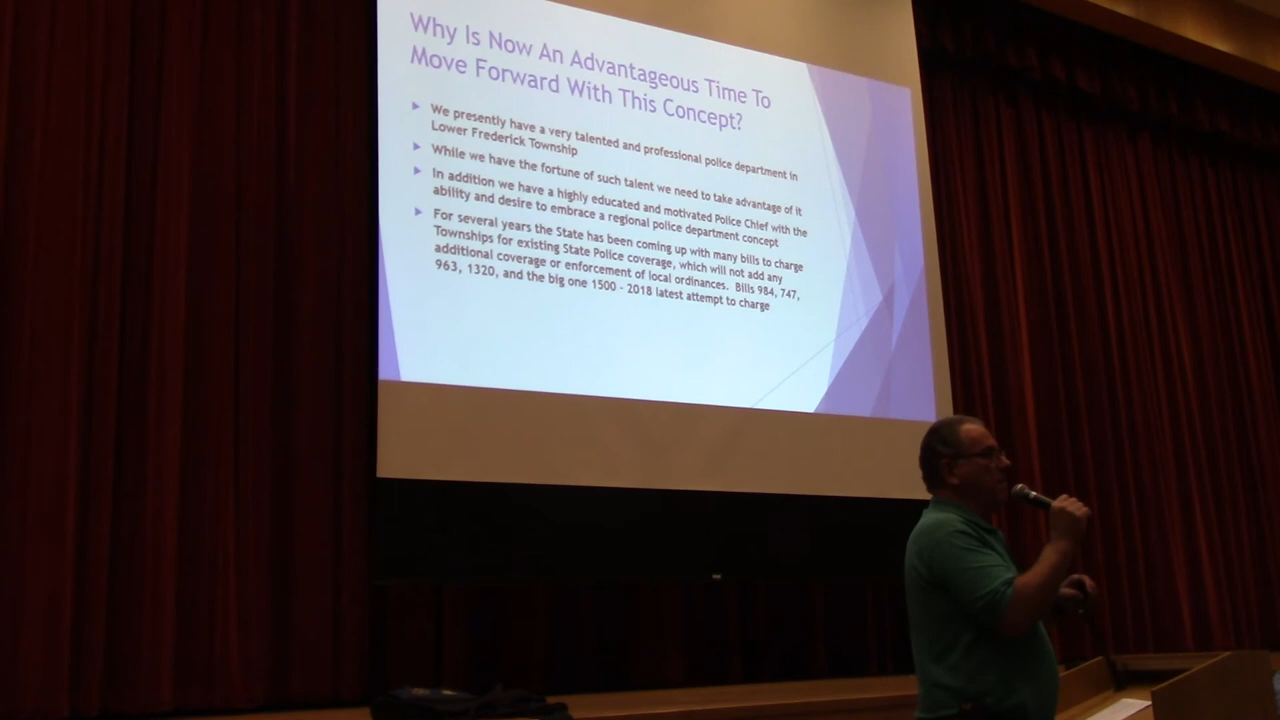 Why Is Now An Advantageous Time To
Move Forward With This Concept?
We presently have a very talented and professional police department in
Lower Frederick Township
While we have the fortune of such talent we need to take advantage of it
In addition we have a highly educated and motivated Police Chief with the
ability and desire to embrace a regional police department concept
For several years the State has been coming up with many bills to charge
Townships for existing State Police coverage, which will not add any
additional coverage or enforcement of local ordinances. Bills 984, 747,
963, 1320, and the big one 1500 - 2018 latest attempt to charge